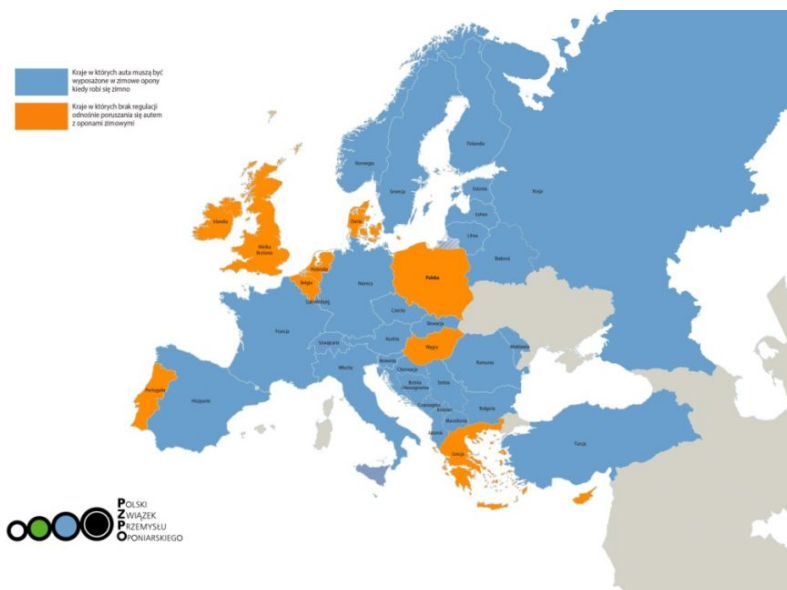 Kraje w których auta muszą być
wyposażone w zimowe opony
kiedy robi się zimno
Kraje w których brak regulacji
odnośnie poruszania się autem
z oponami zimowymi
Finlandia
Norwegia
Szwecja
Estonia
Rosja
Łotwa
Irlandia
Dania
Litwa
Wielka
Brytania
Białoruś
Holandia
Polska
Belgia
Niemcy
Luksemburg
Czechy
Słowacja
Francja
Austria
Węgry
Szwajcaria
Mołdawia
Słowenia
Rumunia
Włochy
Chorwacja
Bośnia
i Hercegowina
Serbia
Portugalia
Hiszpania
Czarnogóra
Kosowo
Bułgaria
Macedonia
Albania
Turcja
Grecja
POLSKI
ZWIĄZEK
PRZEMYSŁU
OPONIARSKIEGO